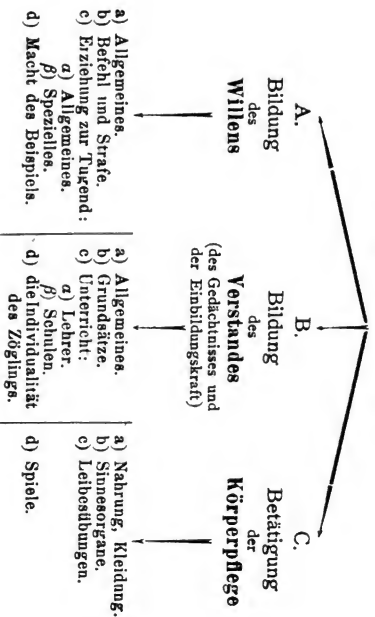 A.
Bildung
des
Willens
a) Allgemeines.
b) Befehl und Strafe.
c) Erziehung zur Tugend:
α) Allgemeines.
β) Spezielles.
d) Macht des Beispiels.
B.
Bildung
des
Verstandes
(des Gedächtnisses und
der Einbildungskraft)
a) Allgemeines.
b) Grundsätze.
c) Unterricht:
α) Lehrer.
β) Schulen.
d) die Individualität
des Zöglings.
C.
Betätigung
der
Körperpflege
a) Nahrung, Kleidung.
b) Sinnesorgane.
c) Leibesübungen.
d) Spiele.